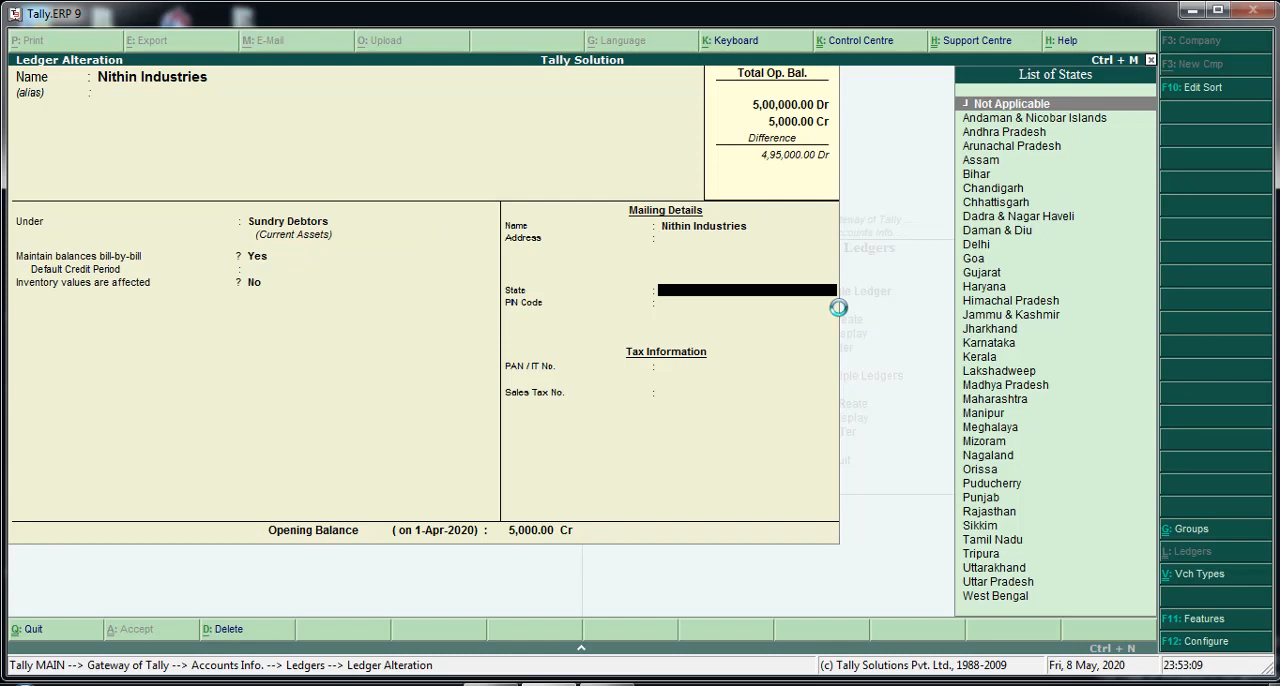 Tally.ERP 9
P: Print E: Export M: E-Mail O: Upload G: Language K: Keyboard K: Control Centre H: Support Centre H: Help F3: Company
Ledger Alteration Tally Solution Ctrl + M
F3: New Cmp
F10: Edit Sort
Name : Nithin Industries
(alias) :
Total Op. Bal.
5,00,000.00 Dr
5,000.00 Cr
Difference
4,95,000.00 Dr
Under : Sundry Debtors
(Current Assets)
Maintain balances bill-by-bill ? Yes
Default Credit Period :
Inventory values are affected ? No
Mailing Details
Name : Nithin Industries
Address :
State :
PIN Code :
Tax Information
PAN / IT No. :
Sales Tax No. :
Opening Balance ( on 1-Apr-2020) : 5,000.00 Cr
Ledgers
List of States
Not Applicable
Andaman & Nicobar Islands
Andhra Pradesh
Arunachal Pradesh
Assam
Bihar
Chandigarh
Chhattisgarh
Dadra & Nagar Haveli
Daman & Diu
Delhi
Goa
Gujarat
Haryana
Himachal Pradesh
Jammu & Kashmir
Jharkhand
Karnataka
Kerala
Lakshadweep
Madhya Pradesh
Maharashtra
Manipur
Meghalaya
Mizoram
Nagaland
Orissa
Puducherry
Punjab
Rajasthan
Sikkim
Tamil Nadu
Tripura
Uttarakhand
Uttar Pradesh
West Bengal
G: Groups
L: Ledgers
V: Vch Types
F11: Features
F12: Configure
Q: Quit A: Accept D: Delete
Ctrl + N
Tally MAIN --> Gateway of Tally --> Accounts Info. --> Ledgers --> Ledger Alteration (c) Tally Solutions Pvt. Ltd., 1988-2009 Fri, 8 May, 2020 23:53:09